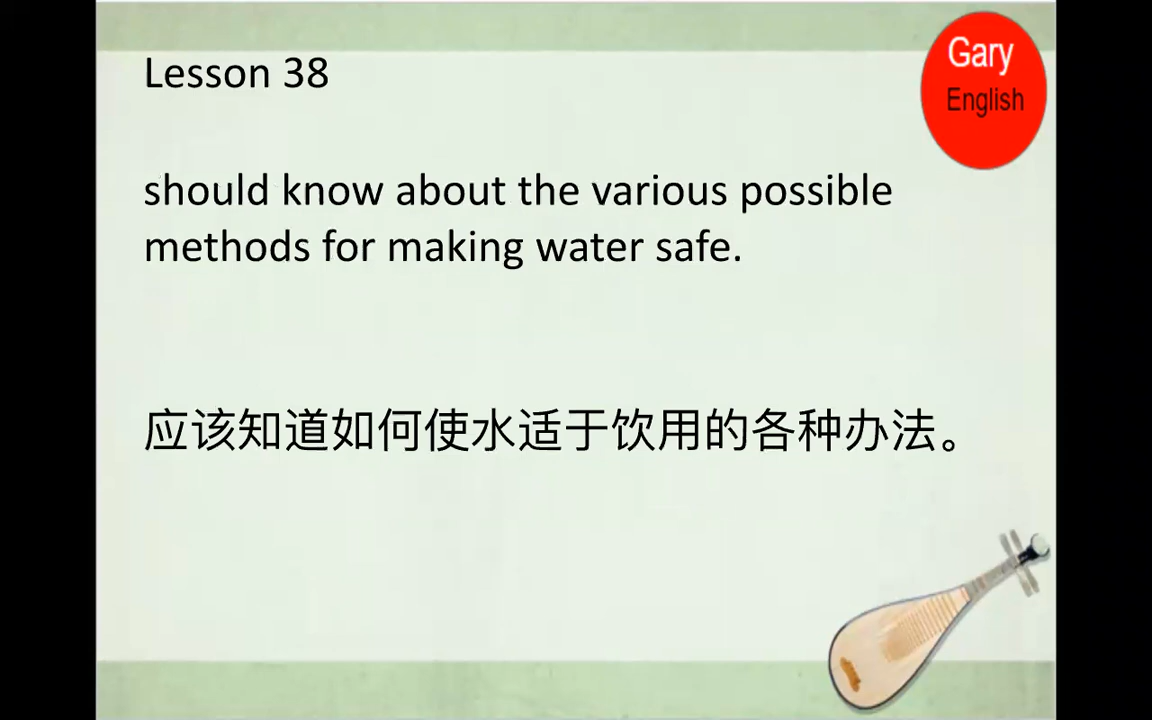 Lesson 38
Gary
English
should know about the various possible
methods for making water safe.
应该知道如何使水适于饮用的各种办法。